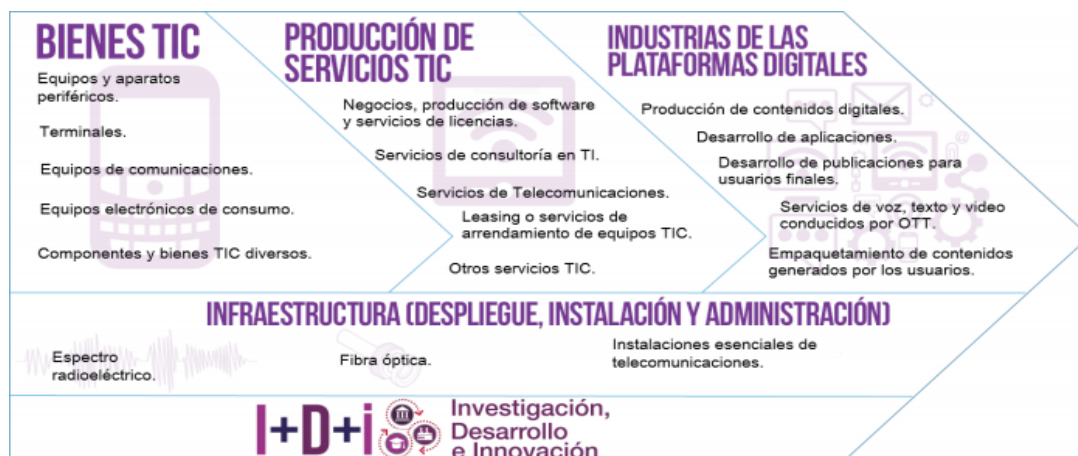 BIENES TIC
Equipos y aparatos
periféricos.
Terminales.
Equipos de comunicaciones.
Equipos electrónicos de consumo.
Componentes y bienes TIC diversos.
PRODUCCIÓN DE
SERVICIOS TIC
Negocios, producción de software
y servicios de licencias.
Servicios de consultoría en TI.
Servicios de Telecomunicaciones.
Leasing o servicios de
arrendamiento de equipos TIC.
Otros servicios TIC.
INDUSTRIAS DE LAS
PLATAFORMAS DIGITALES
Producción de contenidos digitales.
Desarrollo de aplicaciones.
Desarrollo de publicaciones para
usuarios finales.
Servicios de voz, texto y video
conducidos por OTT.
Empaquetamiento de contenidos
generados por los usuarios.
INFRAESTRUCTURA (DESPLIEGUE, INSTALACIÓN Y ADMINISTRACIÓN)
Espectro
radioeléctrico.
Fibra óptica.
Instalaciones esenciales de
telecomunicaciones.
I+D+i
Investigación,
Desarrollo
e Innovación